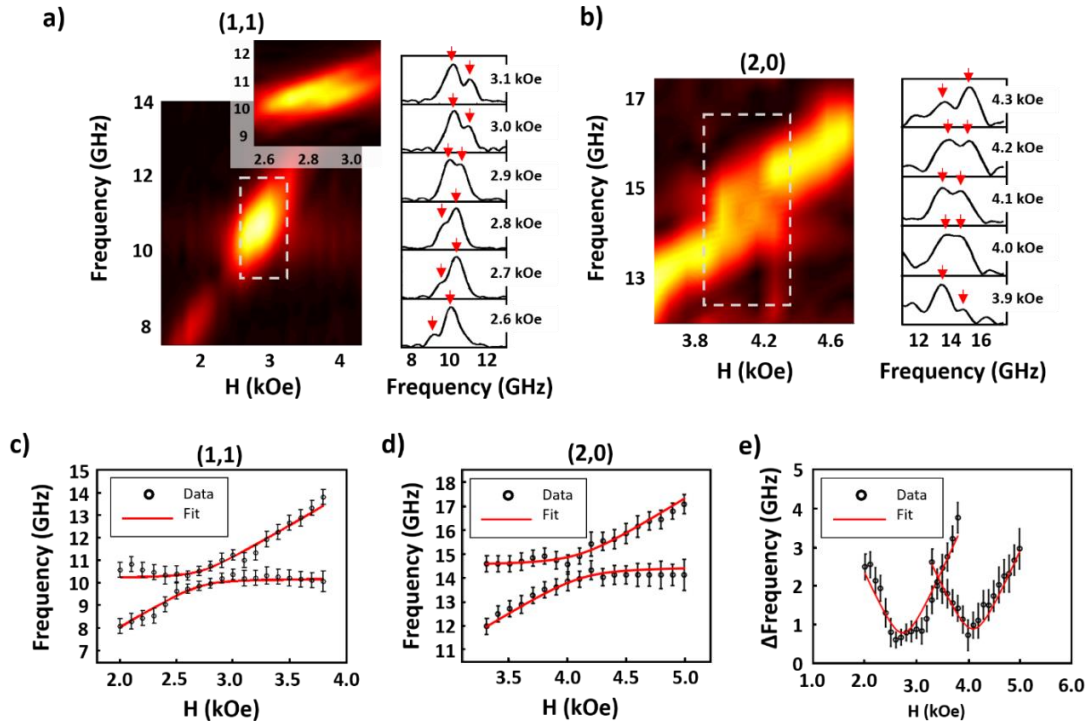 a)
(1,1)
12
11
10
9
2.6 2.8 3.0
14
12
10
8
Frequency (GHz)
2 3 4
H (kOe)
3.1 kOe
3.0 kOe
2.9 kOe
2.8 kOe
2.7 kOe
2.6 kOe
8 10 12
Frequency (GHz)
b)
(2,0)
17
15
13
Frequency (GHz)
3.8 4.2 4.6
H (kOe)
4.3 kOe
4.2 kOe
4.1 kOe
4.0 kOe
3.9 kOe
12 14 16
Frequency (GHz)
c)
(1,1)
15
14
13
12
11
10
9
8
7
Frequency (GHz)
Data
Fit
2.0 2.5 3.0 3.5 4.0
H (kOe)
d)
(2,0)
18
17
16
15
14
13
12
11
Frequency (GHz)
Data
Fit
3.5 4.0 4.5 5.0
H (kOe)
e)
5
4
3
2
1
0
ΔFrequency (GHz)
Data
Fit
1.0 2.0 3.0 4.0 5.0 6.0
H (kOe)